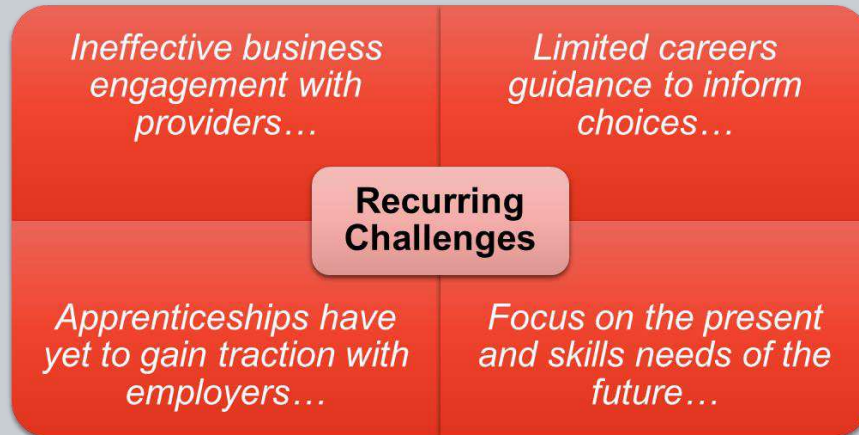 Ineffective business
engagement with
providers…
Limited careers
guidance to inform
choices…
Recurring
Challenges
Apprenticeships have
yet to gain traction with
employers…
Focus on the present
and skills needs of the
future…